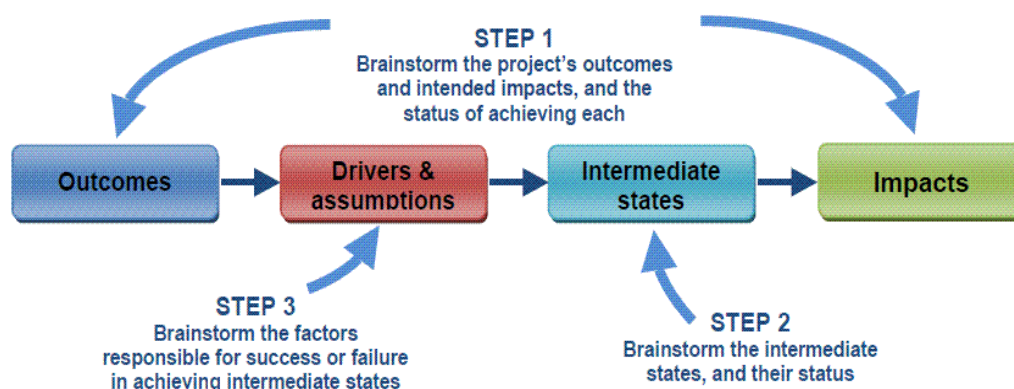 STEP 1
Brainstorm the project's outcomes
and intended impacts, and the
status of achieving each
Outcomes
Drivers &
assumptions
Intermediate
states
Impacts
STEP 3
Brainstorm the factors
responsible for success or failure
in achieving intermediate states
STEP 2
Brainstorm the intermediate
states, and their status